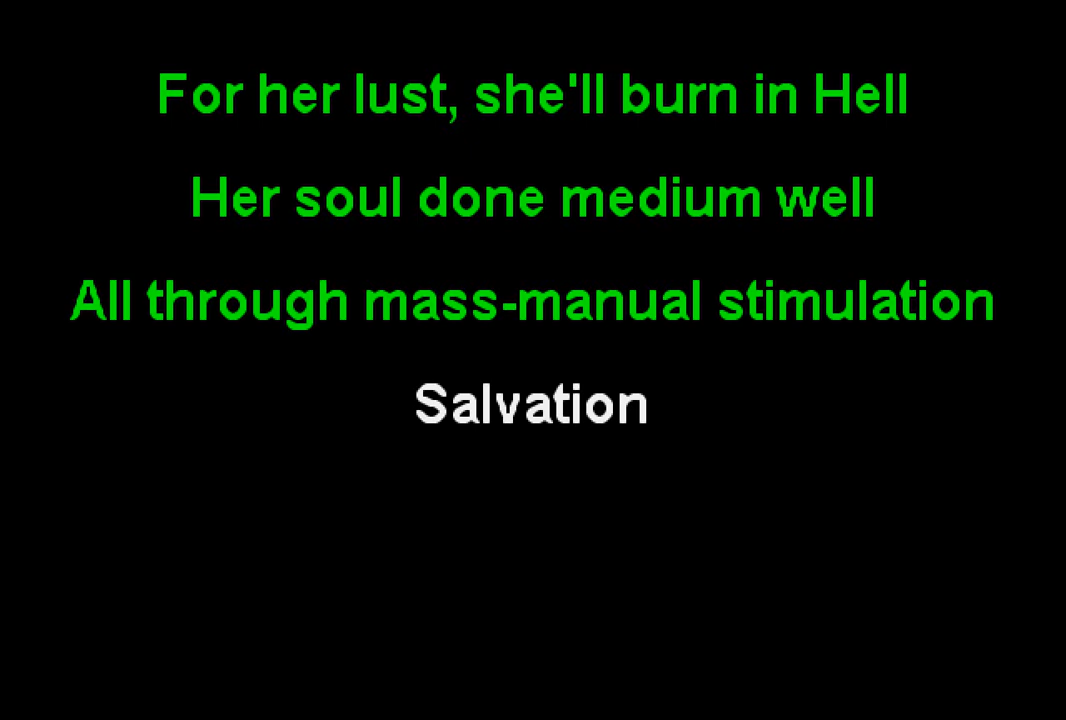 For her lust, she'll burn in Hell
Her soul done medium well
All through mass-manual stimulation
Salvation